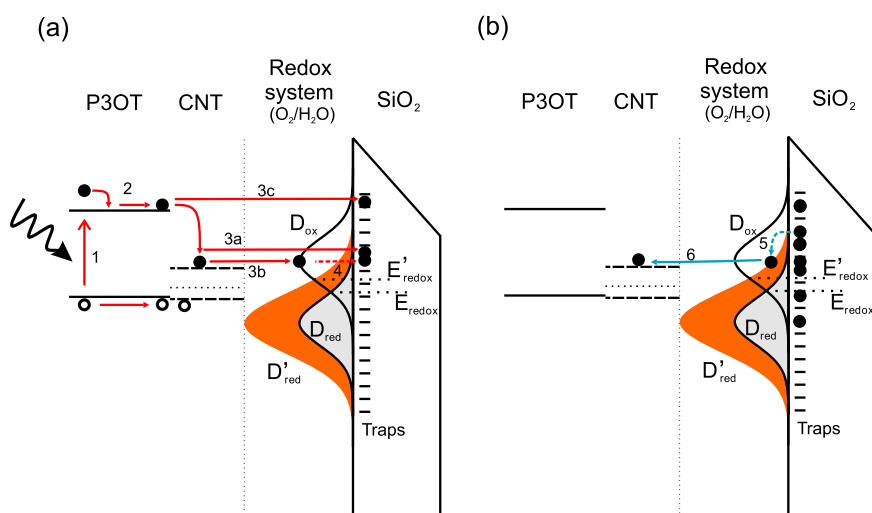 (a)
P3OT
CNT
Redox
system
(O₂/H₂O)
SiO₂
2
3c
1
3a
3b
4
Dox
E'redox
Eredox
Dred
D'red
Traps
(b)
P3OT
CNT
Redox
system
(O₂/H₂O)
SiO₂
Dox
5
6
E'redox
Eredox
Dred
D'red
Traps